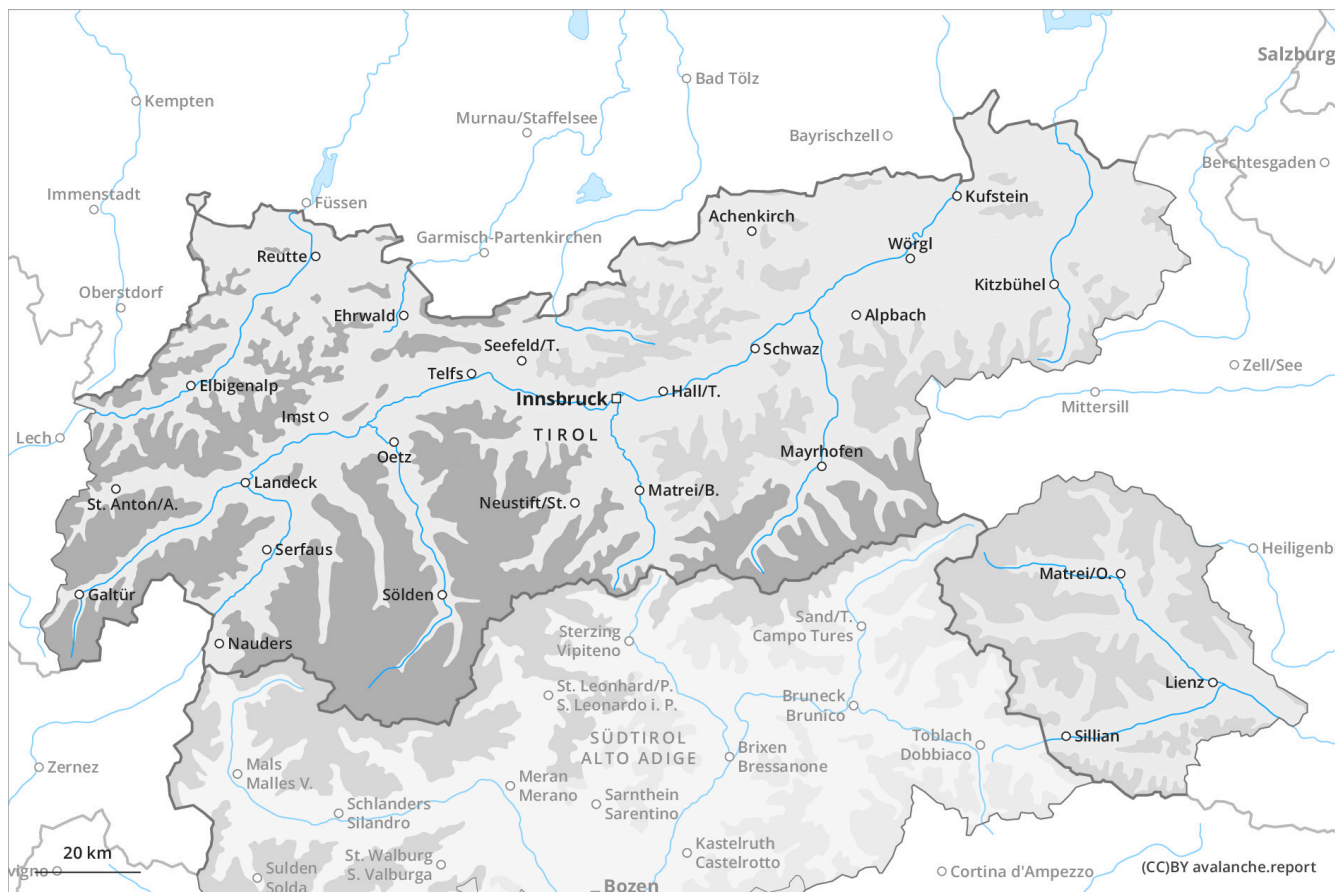 Salzburg
Bad Tölz
Kempten
Murnau/Staffelsee
Bayrischzell
Berchtesgaden
Immenstadt
Füssen
Kufstein
Achenkirch
Garmisch-Partenkirchen
Wörgl
Reutte
Kitzbühel
Oberstdorf
Ehrwald
Alpbach
Seefeld/T.
Schwaz
Zell/See
Telfs
Elbigenalp
Hall/T.
Innsbruck
Mittersill
Imst
Lech
TIROL
Mayrhofen
Oetz
Landeck
Matrei/B.
St. Anton/A.
Neustift/St.
Serfaus
Heiligenb
Matrei/O.
Galtür
Sölden
Sand/T.
Campo Tures
Sterzing
Vipiteno
Nauders
Lienz
St. Leonhard/P.
S. Leonardo i. P.
Bruneck
Brunico
Toblach
Dobbiaco
Sillian
SÜDTIROL
ALTO ADIGE
Brixen
Bressanone
Zernez
Mals
Malles V.
Meran
Merano
Schlanders
Silandro
Sarnthein
Sarentino
Kastelruth
Castelrotto
20 km
St. Walburg
S. Valburga
vigno
Sulden
Solda
Cortina d'Ampezzo
(CC)BY avalanche.report
Bozen